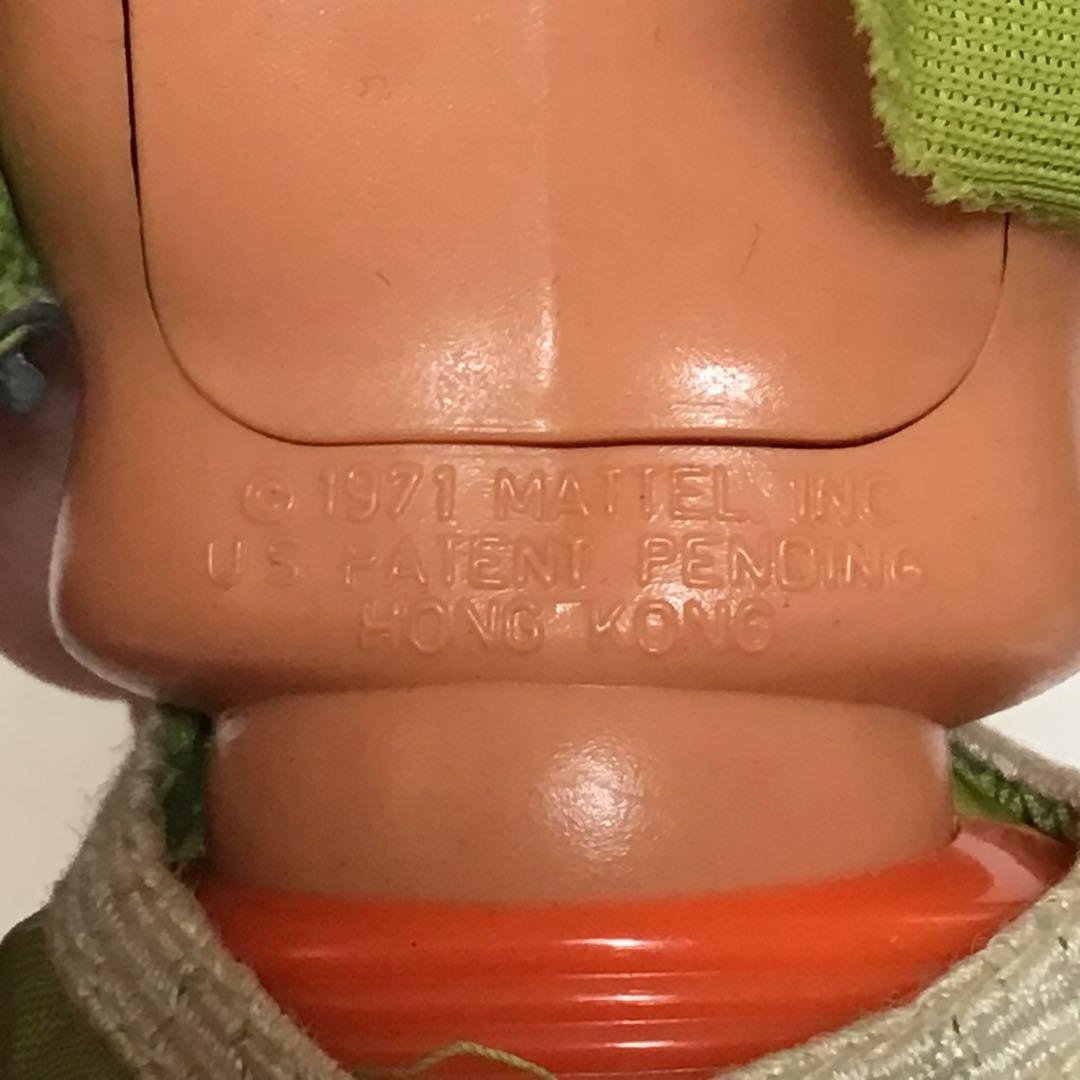 © 1971 MATTEL, INC
U S PATENT PENDING
HONG KONG